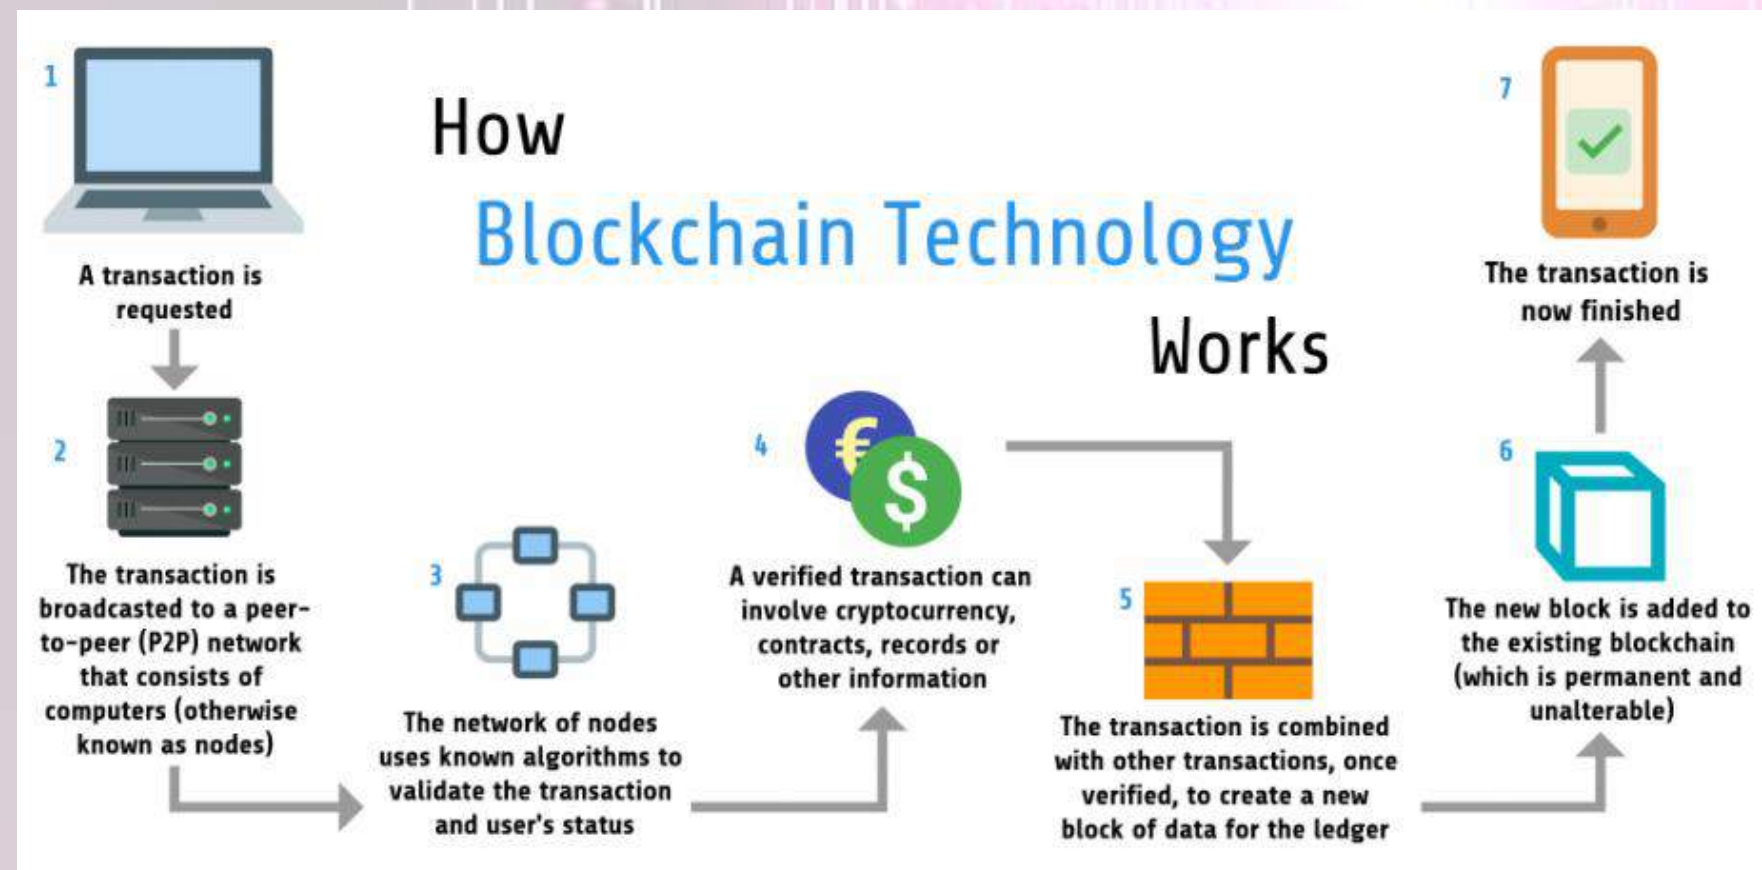 How
Blockchain Technology
Works
1
A transaction is
requested
2
The transaction is
broadcasted to a peer-
to-peer (P2P) network
that consists of
computers (otherwise
known as nodes)
3
The network of nodes
uses known algorithms to
validate the transaction
and user's status
4
€
$
A verified transaction can
involve cryptocurrency,
contracts, records or
other information
5
The transaction is combined
with other transactions, once
verified, to create a new
block of data for the ledger
6
The new block is added to
the existing blockchain
(which is permanent and
unalterable)
7
The transaction is
now finished